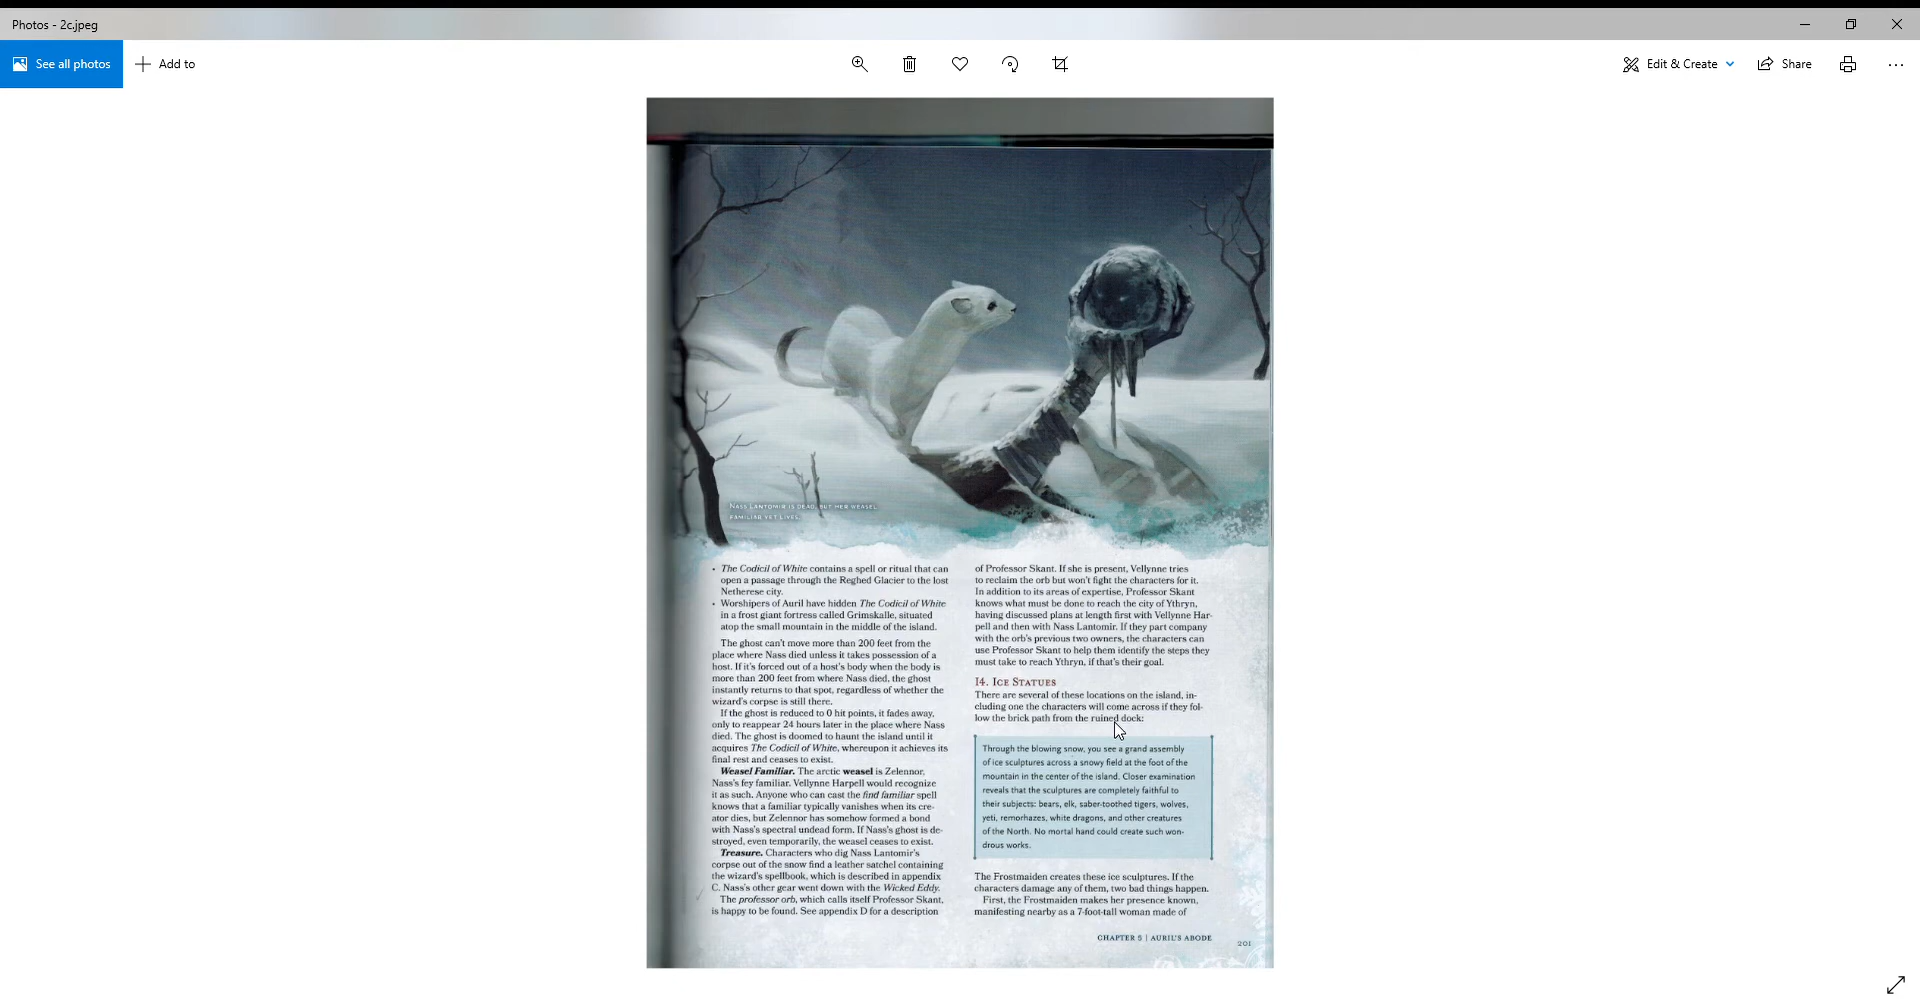 Photos - 2c.jpeg
See all photos
Add to
Edit & Create
Share
NASS LANTOMIR IS DEAD, BUT HER WEASEL
FAMILIAR YET LIVES.
• The Codicil of White contains a spell or ritual that can
open a passage through the Reghed Glacier to the lost
Netherese city.
• Worshipers of Auril have hidden The Codicil of White
in a frost giant fortress called Grimskalle, situated
atop the small mountain in the middle of the island.
The ghost can't move more than 200 feet from the
place where Nass died unless it takes possession of a
host. If it's forced out of a host's body when the body is
more than 200 feet from where Nass died, the ghost
instantly returns to that spot, regardless of whether the
wizard's corpse is still there.
If the ghost is reduced to 0 hit points, it fades away,
only to reappear 24 hours later in the place where Nass
died. The ghost is doomed to haunt the island until it
acquires The Codicil of White, whereupon it achieves its
final rest and ceases to exist.
Weasel Familiar. The arctic weasel is Zelennor,
Nass's fey familiar. Vellynne Harpell would recognize
it as such. Anyone who can cast the find familiar spell
knows that a familiar typically vanishes when its cre-
ator dies, but Zelennor has somehow formed a bond
with Nass's spectral undead form. If Nass's ghost is de-
stroyed, even temporarily, the weasel ceases to exist.
Treasure. Characters who dig Nass Lantomir's
corpse out of the snow find a leather satchel containing
the wizard's spellbook, which is described in appendix
C. Nass's other gear went down with the Wicked Eddy.
The professor orb, which calls itself Professor Skant,
is happy to be found. See appendix D for a description
of Professor Skant. If she is present, Vellynne tries
to reclaim the orb but won't fight the characters for it.
In addition to its areas of expertise, Professor Skant
knows what must be done to reach the city of Ythryn,
having discussed plans at length first with Vellynne Har-
pell and then with Nass Lantomir. If they part company
with the orb's previous two owners, the characters can
use Professor Skant to help them identify the steps they
must take to reach Ythryn, if that's their goal.
I4. ICE STATUES
There are several of these locations on the island, in-
cluding one the characters will come across if they fol-
low the brick path from the ruined dock:
Through the blowing snow, you see a grand assembly
of ice sculptures across a snowy field at the foot of the
mountain in the center of the island. Closer examination
reveals that the sculptures are completely faithful to
their subjects: bears, elk, saber-toothed tigers, wolves,
yeti, remorhazes, white dragons, and other creatures
of the North. No mortal hand could create such won-
drous works.
The Frostmaiden creates these ice sculptures. If the
characters damage any of them, two bad things happen.
First, the Frostmaiden makes her presence known,
manifesting nearby as a 7-foot-tall woman made of
CHAPTER 5 | AURIL'S ABODE
201